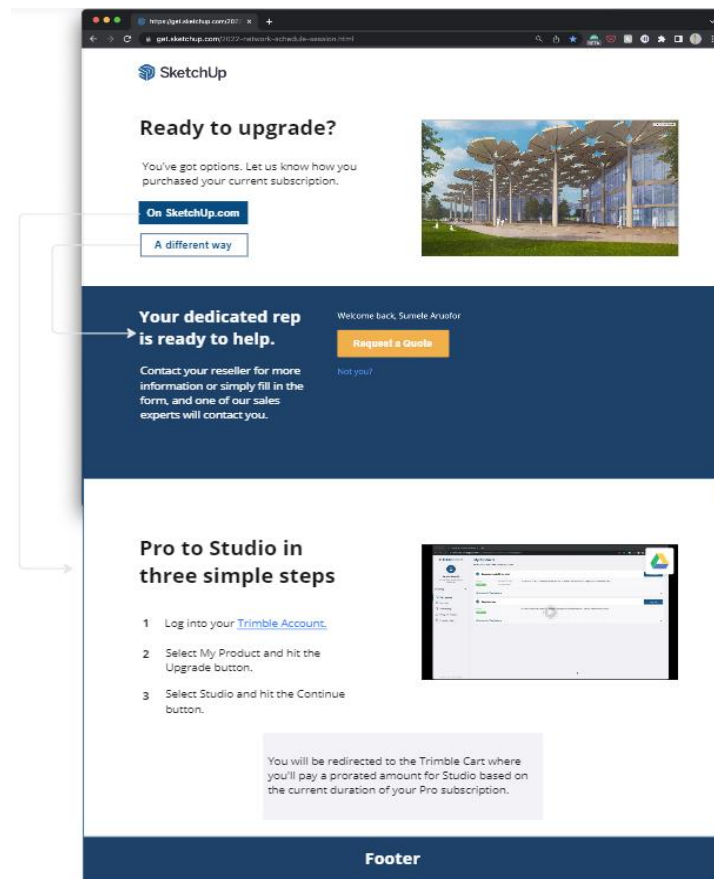 https://get.sketchup.com/2022
get.sketchup.com/2022-network-schedule-session.html
SketchUp
Ready to upgrade?
You've got options. Let us know how you
purchased your current subscription.
On SketchUp.com
A different way
Your dedicated rep
is ready to help.
Contact your reseller for more
information or simply fill in the
form, and one of our sales
experts will contact you.
Welcome back, Sumele Aruofor
Request a Quote
Not you?
Pro to Studio in
three simple steps
1 Log into your Trimble Account.
2 Select My Product and hit the
Upgrade button.
3 Select Studio and hit the Continue
button.
You will be redirected to the Trimble Cart where
you'll pay a prorated amount for Studio based on
the current duration of your Pro subscription.
Footer